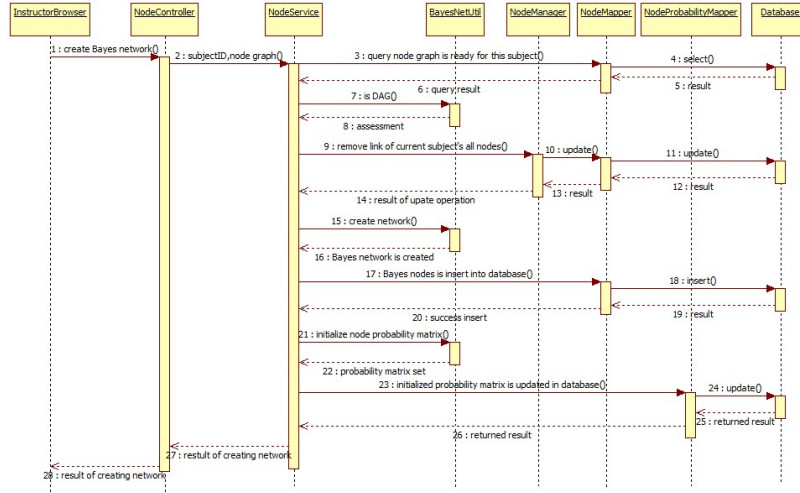 InstructorBrowser
NodeController
NodeService
BayesNetUtil
NodeManager
NodeMapper
NodeProbabilityMapper
Database
1 : create Bayes network()
2 : subjectID,node graph()
3 : query node graph is ready for this subject()
4 : select()
5 : result
6 : query result
7 : is DAG()
8 : assessment
9 : remove link of current subject's all nodes()
10 : update()
11 : update()
12 : result
13 : result
14 : result of upate operation
15 : create network()
16 : Bayes network is created
17 : Bayes nodes is insert into database()
18 : insert()
19 : result
20 : success insert
21 : initialize node probability matrix()
22 : probability matrix set
23 : initialized probability matrix is updated in database()
24 : update()
25 : returned result
26 : returned result
27 : restult of creating network
28 : result of creating network